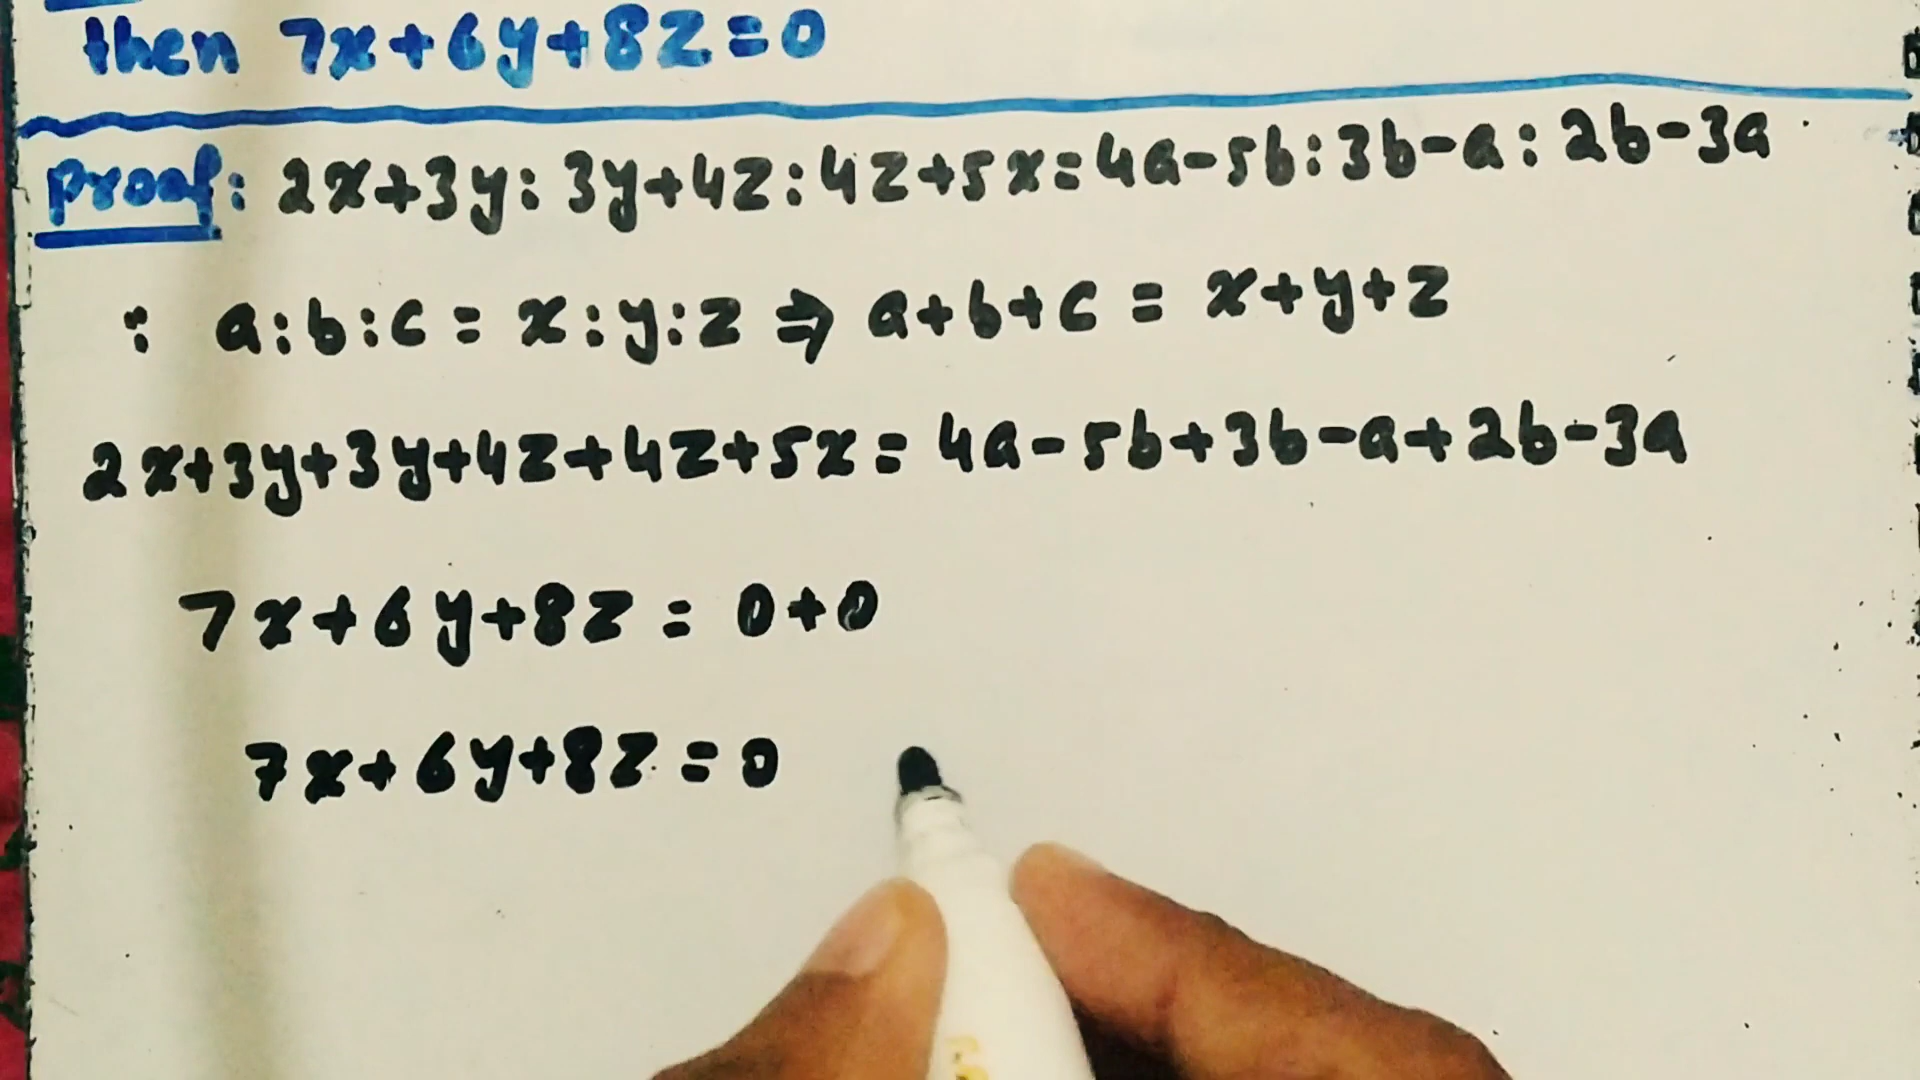 then 7x+6y+8z=0
Proof: 2x+3y:3y+4z:4z+5x=4a-5b:3b-a:2b-3a
: a:b:c = x:y:z ⇒ a+b+c = x+y+z
2x+3y+3y+4z+4z+5x = 4a-5b+3b-a+2b-3a
7x+6y+8z = 0+0
7x+6y+8z = 0